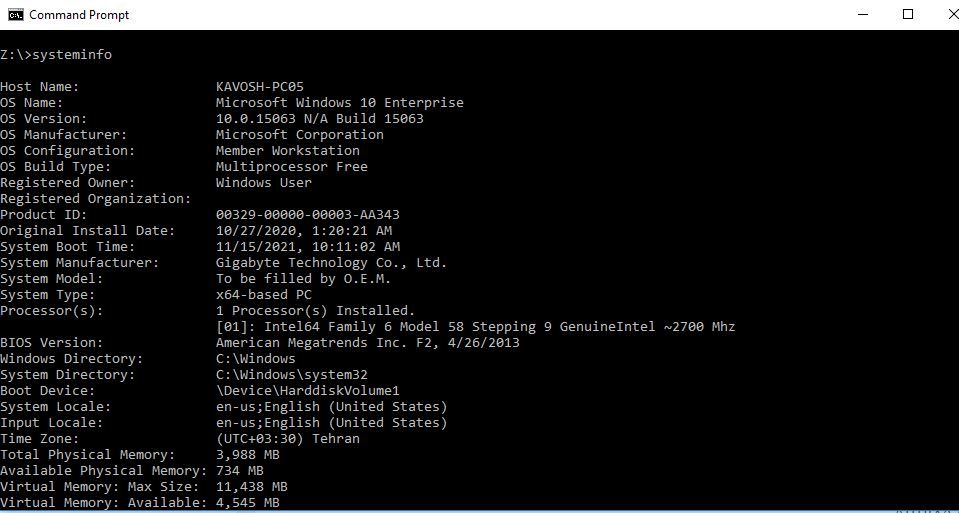 Command Prompt
Z:\>systeminfo
Host Name: KAVOSH-PC05
OS Name: Microsoft Windows 10 Enterprise
OS Version: 10.0.15063 N/A Build 15063
OS Manufacturer: Microsoft Corporation
OS Configuration: Member Workstation
OS Build Type: Multiprocessor Free
Registered Owner: Windows User
Registered Organization:
Product ID: 00329-00000-00003-AA343
Original Install Date: 10/27/2020, 1:20:21 AM
System Boot Time: 11/15/2021, 10:11:02 AM
System Manufacturer: Gigabyte Technology Co., Ltd.
System Model: To be filled by O.E.M.
System Type: x64-based PC
Processor(s): 1 Processor(s) Installed.
[01]: Intel64 Family 6 Model 58 Stepping 9 GenuineIntel ~2700 Mhz
BIOS Version: American Megatrends Inc. F2, 4/26/2013
Windows Directory: C:\Windows
System Directory: C:\Windows\system32
Boot Device: \Device\HarddiskVolume1
System Locale: en-us;English (United States)
Input Locale: en-us;English (United States)
Time Zone: (UTC+03:30) Tehran
Total Physical Memory: 3,988 MB
Available Physical Memory: 734 MB
Virtual Memory: Max Size: 11,438 MB
Virtual Memory: Available: 4,545 MB